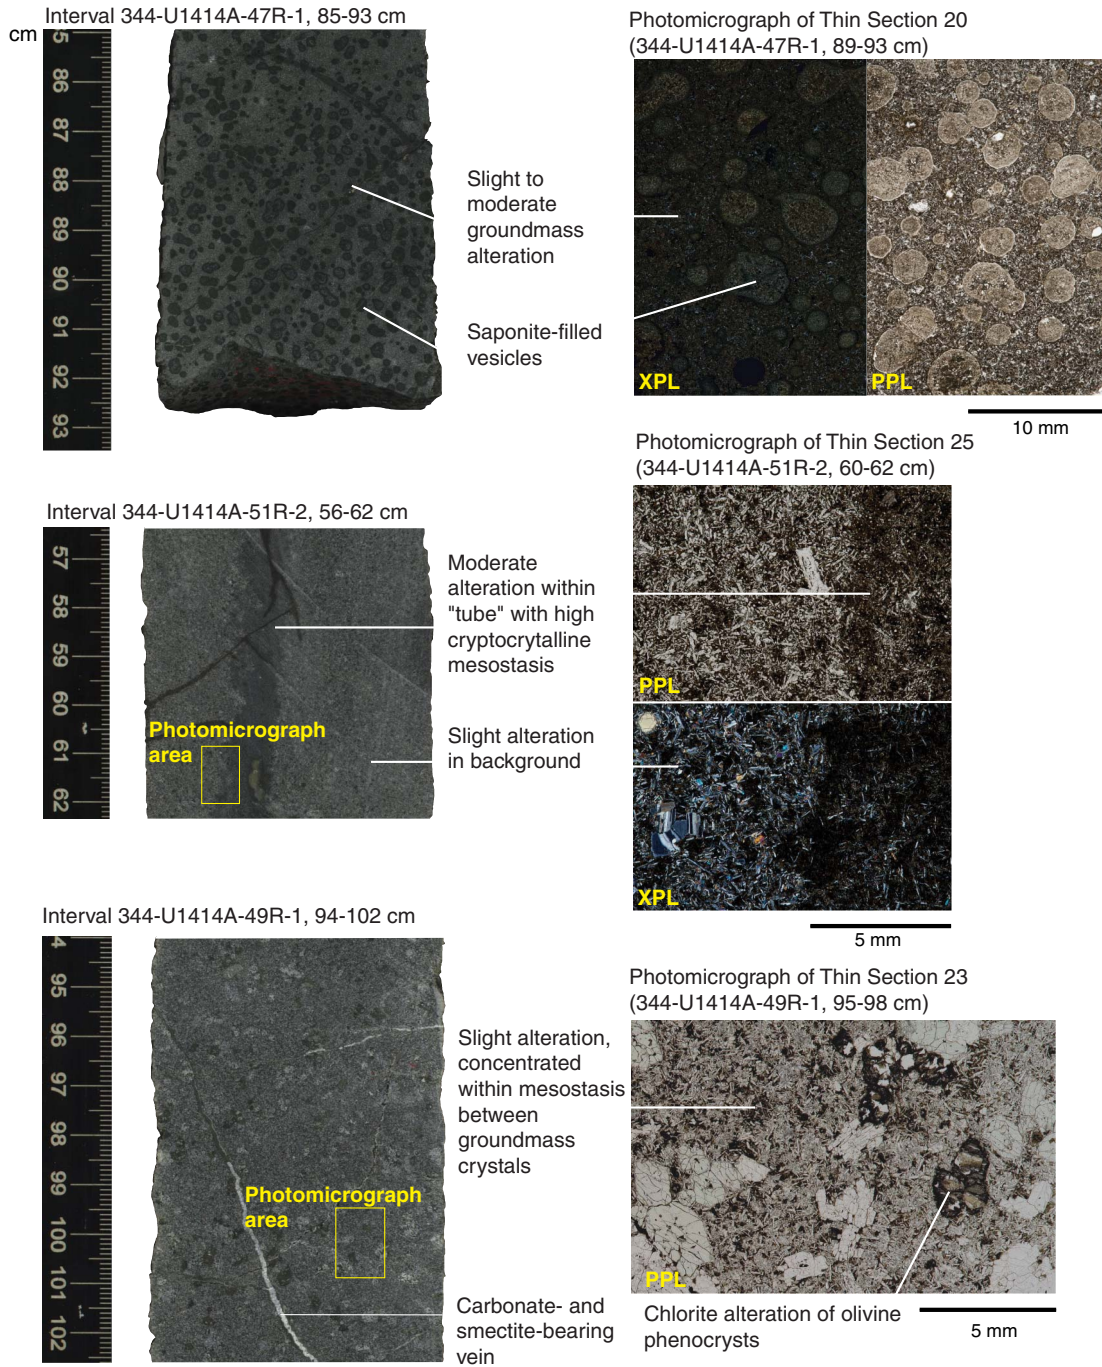 Interval 344-U1414A-47R-1, 85-93 cm
cm
5
86
87
88
89
90
91
92
93
Slight to
moderate
groundmass
alteration
Saponite-filled
vesicles
Photomicrograph of Thin Section 20
(344-U1414A-47R-1, 89-93 cm)
XPL
PPL
10 mm
Interval 344-U1414A-51R-2, 56-62 cm
57
58
59
60
61
62
Photomicrograph
area
Moderate
alteration within
"tube" with high
cryptocrytalline
mesostasis
Slight alteration
in background
Photomicrograph of Thin Section 25
(344-U1414A-51R-2, 60-62 cm)
PPL
XPL
5 mm
Interval 344-U1414A-49R-1, 94-102 cm
4
95
96
97
98
99
100
101
102
Photomicrograph
area
Slight alteration,
concentrated
within mesostasis
between
groundmass
crystals
Carbonate- and
smectite-bearing
vein
Photomicrograph of Thin Section 23
(344-U1414A-49R-1, 95-98 cm)
PPL
Chlorite alteration of olivine
phenocrysts
5 mm